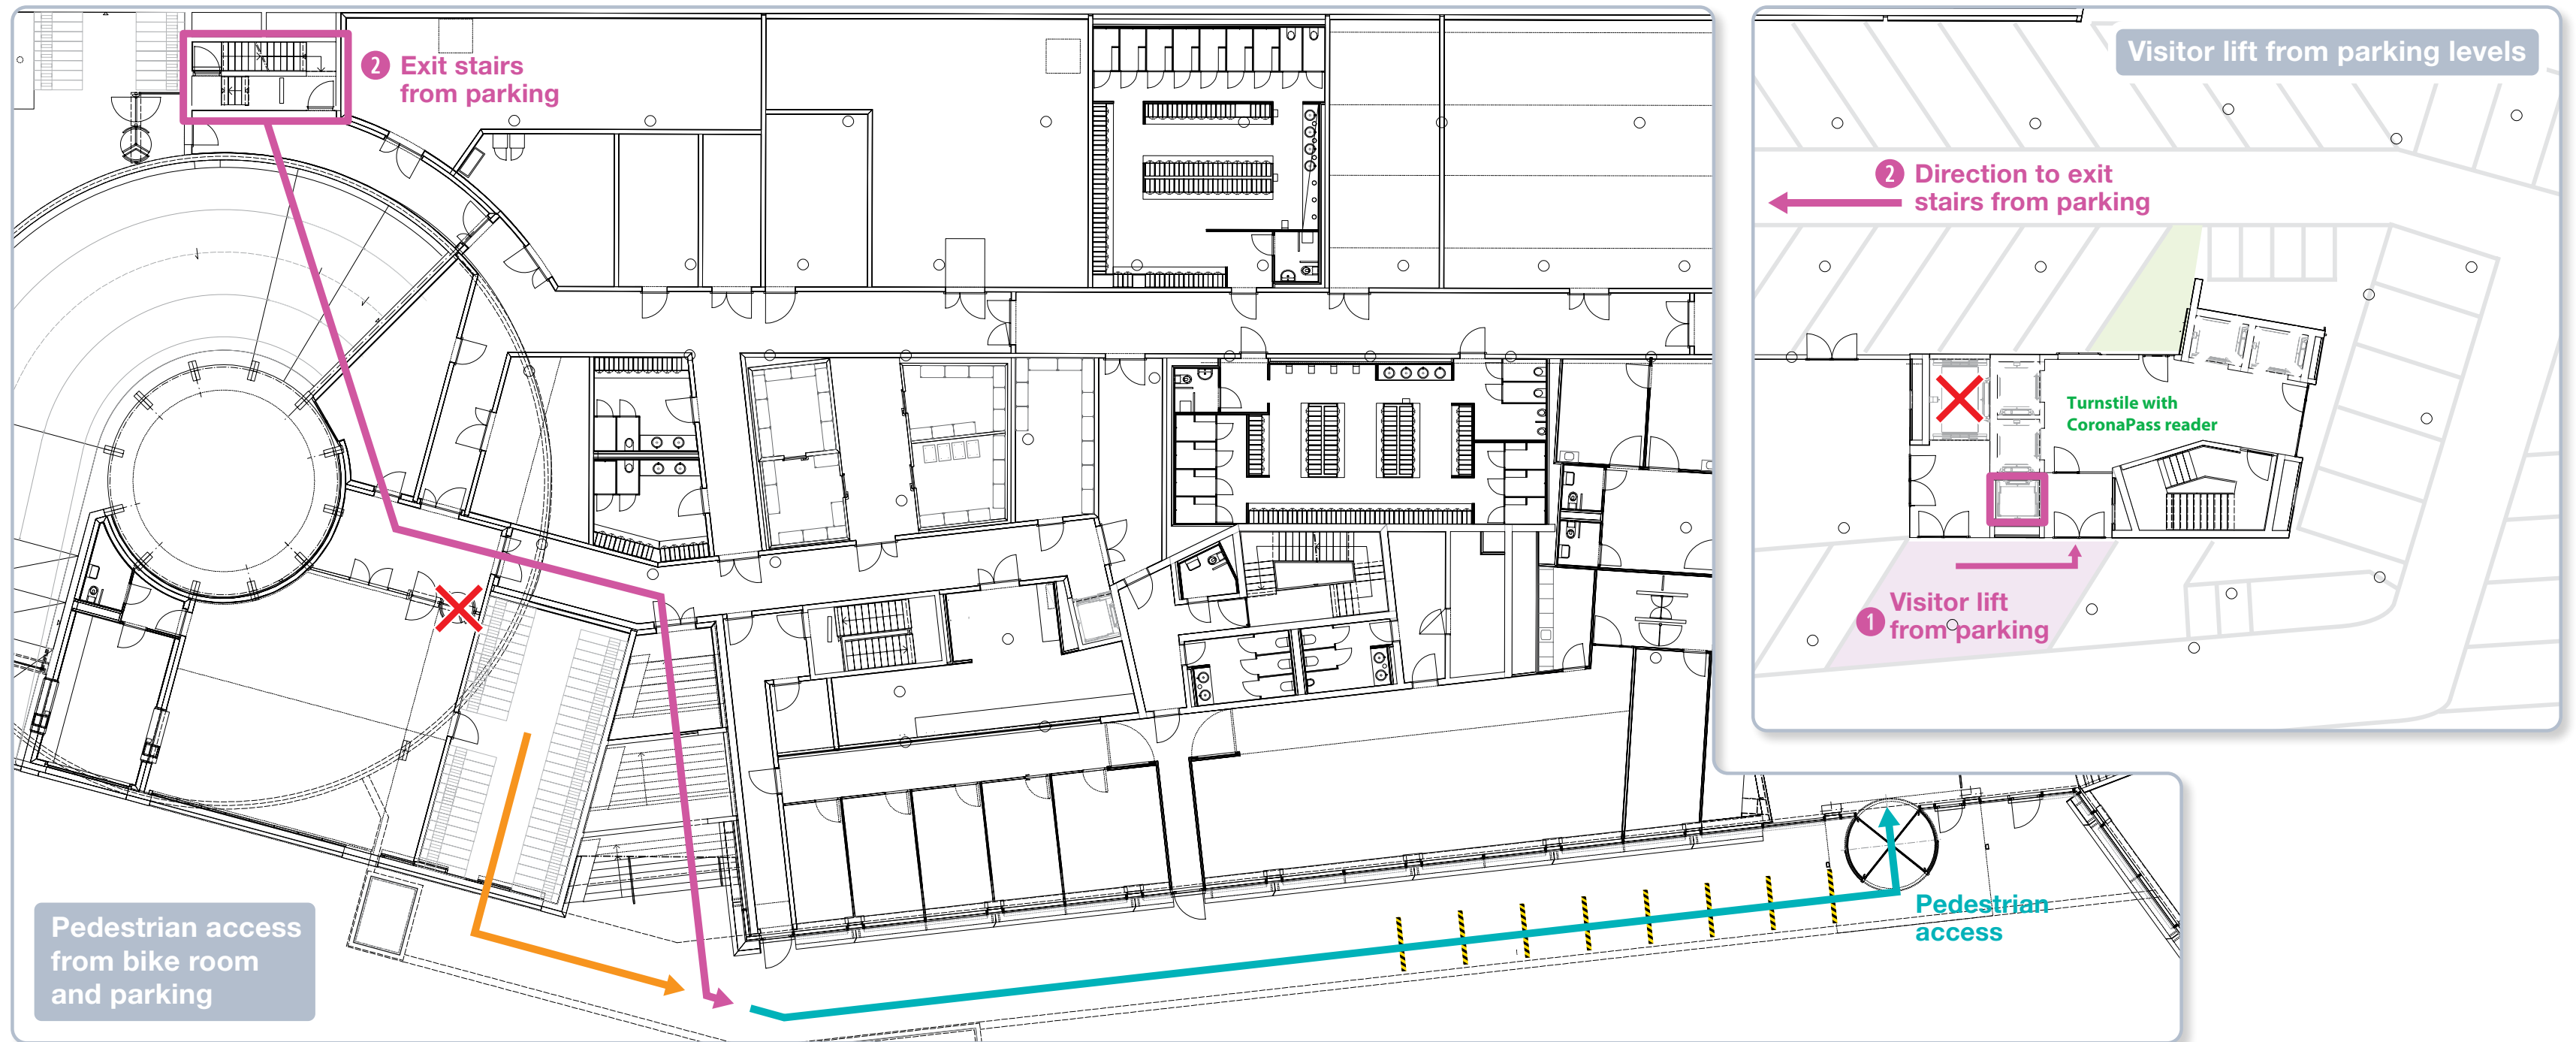 2 Exit stairs
from parking
Pedestrian access
from bike room
and parking
Pedestrian
access
Visitor lift from parking levels
2 Direction to exit
stairs from parking
Turnstile with
CoronaPass reader
1 Visitor lift
from parking